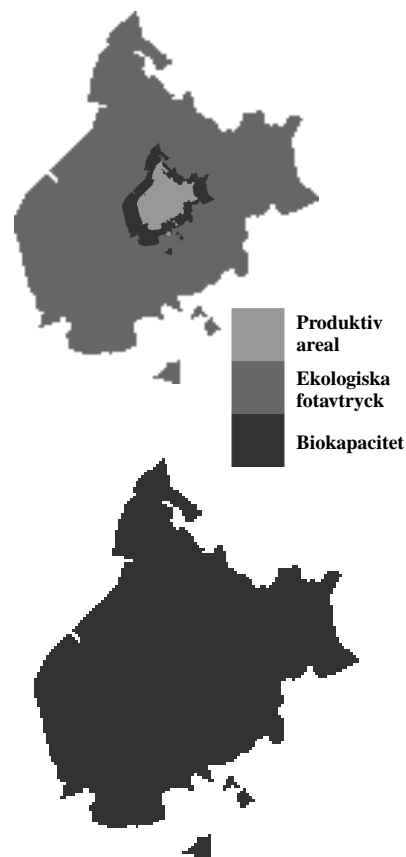 Produktiv
areal
Ekologiska
fotavtryck
Biokapacitet